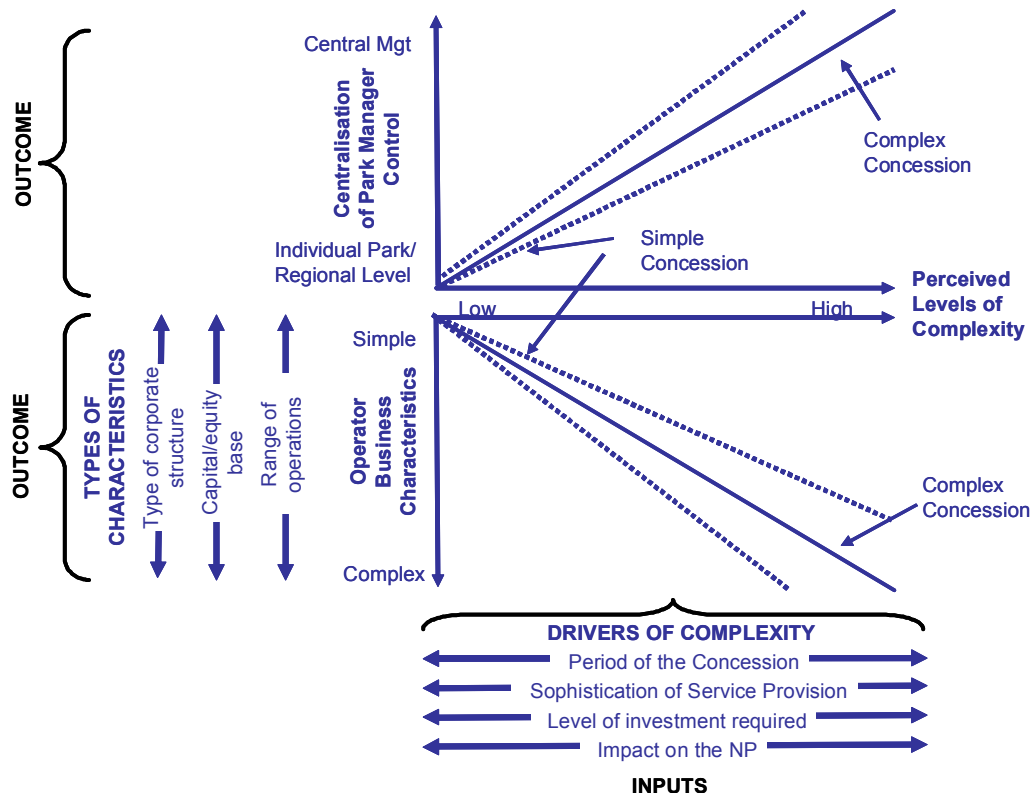 OUTCOME
Central Mgt
Centralisation
of Park Manager
Control
Individual Park/
Regional Level
Complex
Concession
Simple
Concession
Perceived
Levels of
Complexity
Low
High
OUTCOME
TYPES OF
CHARACTERISTICS
Type of corporate
structure
Capital/equity
base
Range of
operations
Simple
Operator
Business
Characteristics
Complex
Complex
Concession
DRIVERS OF COMPLEXITY
Period of the Concession
Sophistication of Service Provision
Level of investment required
Impact on the NP
INPUTS